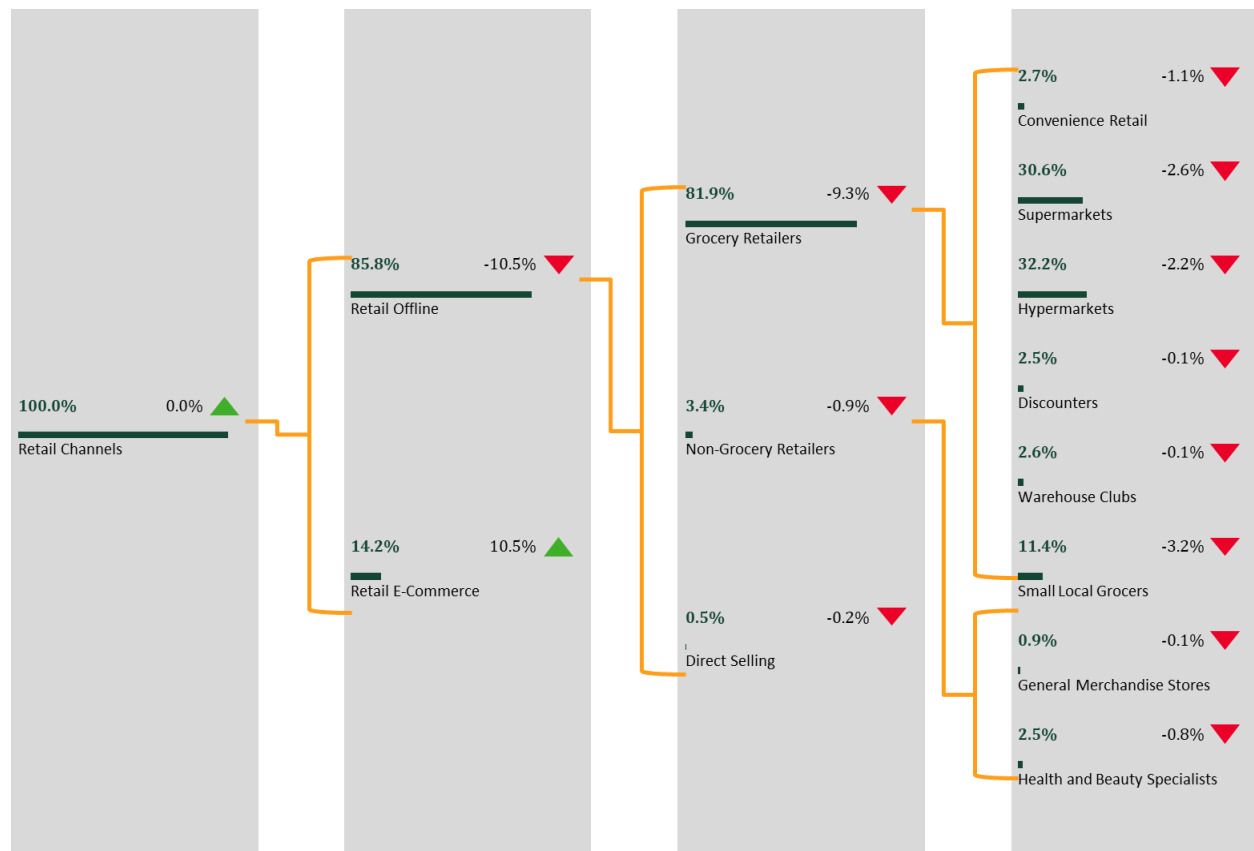 100.0% 0.0%
Retail Channels
85.8% -10.5%
Retail Offline
14.2% 10.5%
Retail E-Commerce
81.9% -9.3%
Grocery Retailers
3.4% -0.9%
Non-Grocery Retailers
0.5% -0.2%
Direct Selling
2.7% -1.1%
Convenience Retail
30.6% -2.6%
Supermarkets
32.2% -2.2%
Hypermarkets
2.5% -0.1%
Discounters
2.6% -0.1%
Warehouse Clubs
11.4% -3.2%
Small Local Grocers
0.9% -0.1%
General Merchandise Stores
2.5% -0.8%
Health and Beauty Specialists